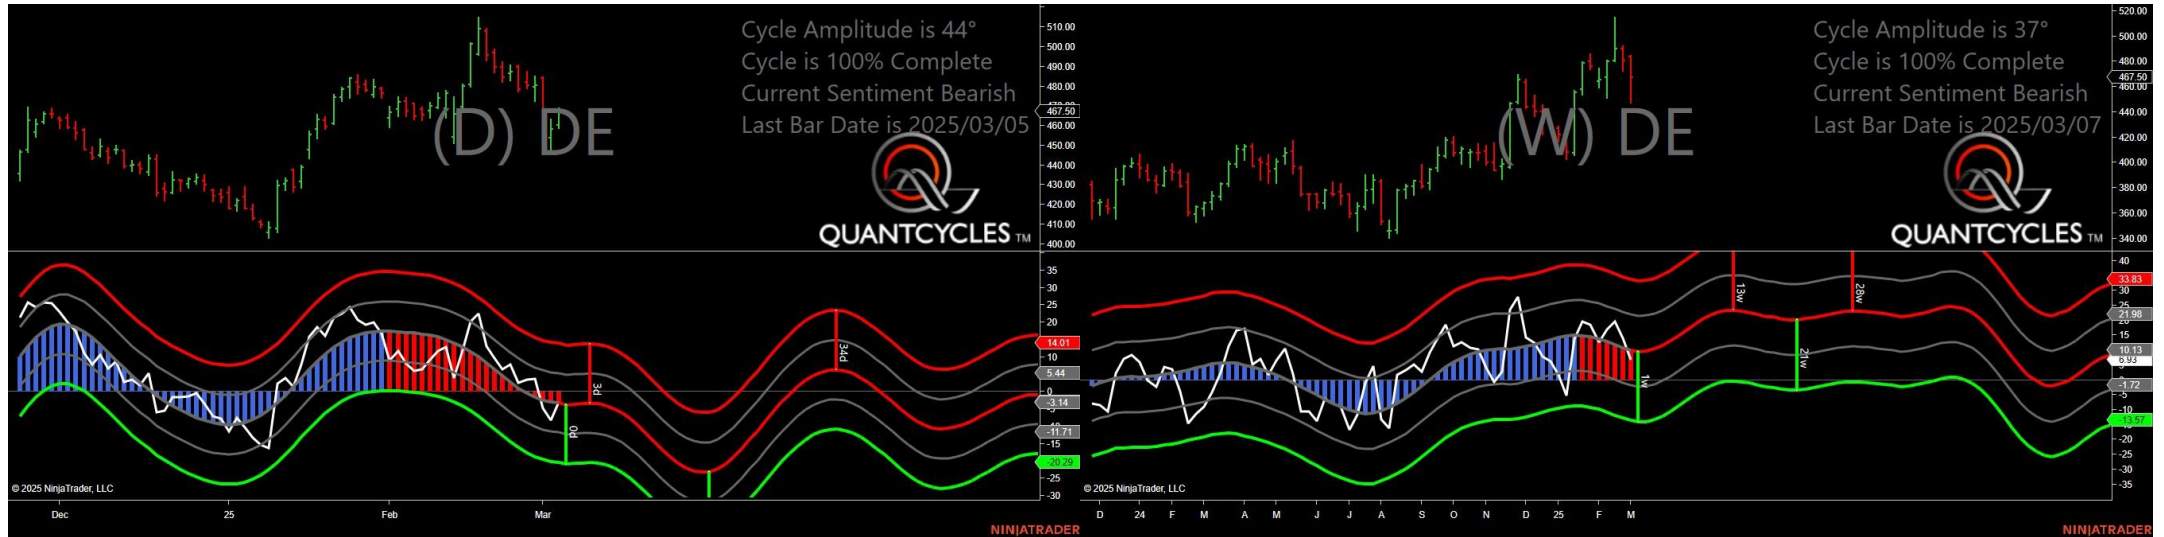 Cycle Amplitude is 44°
Cycle is 100% Complete
Current Sentiment Bearish
Last Bar Date is 2025/03/05
(D) DE
QUANTCYCLES TM
510.00
500.00
490.00
480.00
467.50
460.00
450.00
440.00
430.00
420.00
410.00
400.00
35
30
25
20
14.01
10
5.44
0
-3.14
-11.71
-15
-20.29
-25
-30
3d
0d
34d
© 2025 NinjaTrader, LLC
Dec
25
Feb
Mar
NINJATRADER
Cycle Amplitude is 37°
Cycle is 100% Complete
Current Sentiment Bearish
Last Bar Date is 2025/03/07
(W) DE
QUANTCYCLES TM
520.00
500.00
480.00
467.50
460.00
440.00
420.00
400.00
380.00
360.00
340.00
40
33.83
30
25
21.98
15
10.13
6.93
-1.72
-5
-10
-13.57
-20
-25
-30
-35
1w
13w
21w
28w
© 2025 NinjaTrader, LLC
D
24
F
M
A
M
J
J
A
S
O
N
D
25
F
M
NINJATRADER